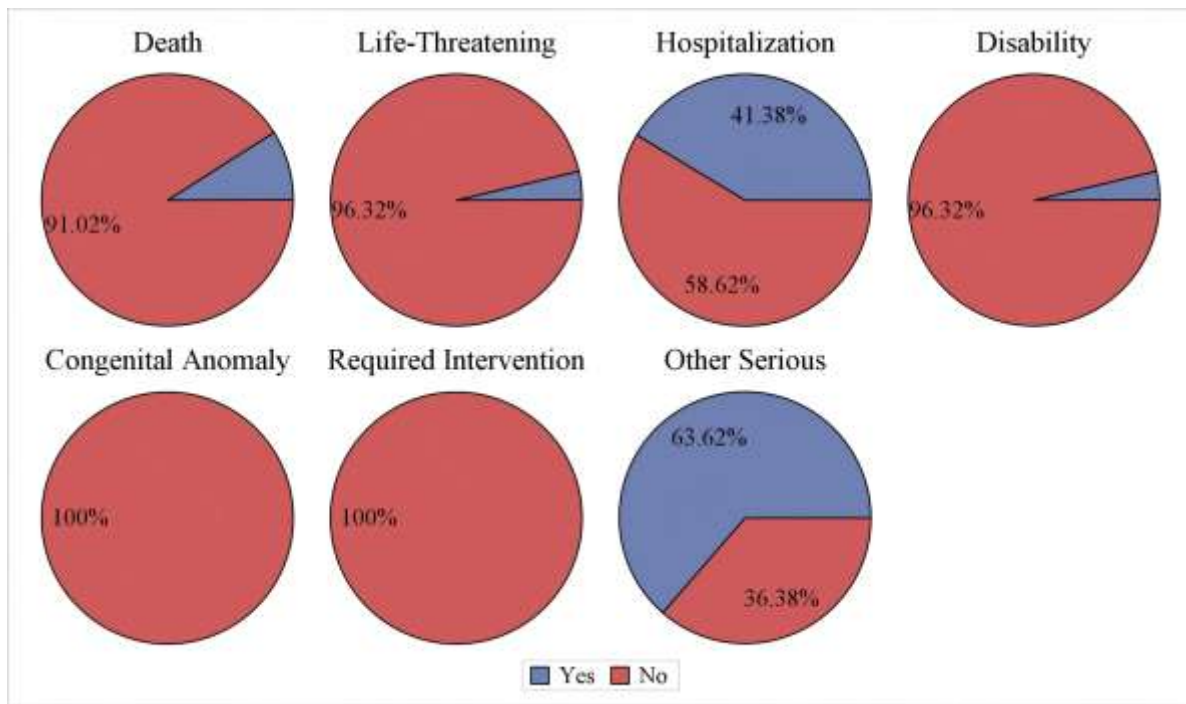 Death
Life-Threatening
Hospitalization
Disability
91.02%
96.32%
41.38%
58.62%
96.32%
Congenital Anomaly
Required Intervention
Other Serious
100%
100%
63.62%
36.38%
Yes No